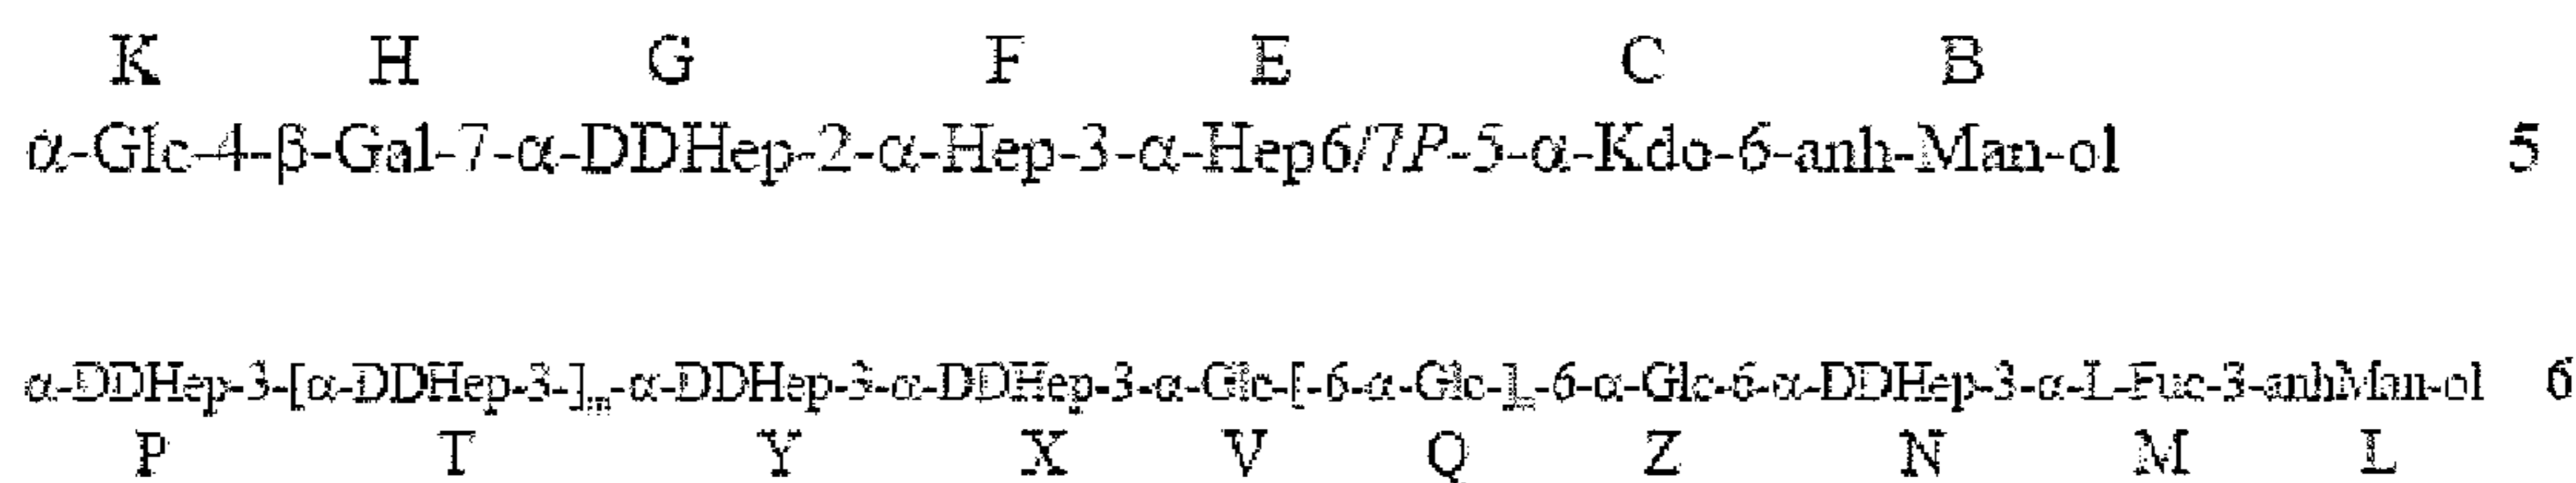 K H G F E C B
α-Glc-4-β-Gal-7-α-DDHep-2-α-Hep-3-α-Hep6/7P-5-α-Kdo-6-anh-Man-ol 5
α-DDHep-3-[α-DDHep-3-]m-α-DDHep-3-α-DDHep-3-α-Glc-[-6-α-Glc-]n-6-α-Glc-6-α-DDHep-3-α-L-Fuc-3-anhMan-ol 6
P T Y X V Q Z N M L